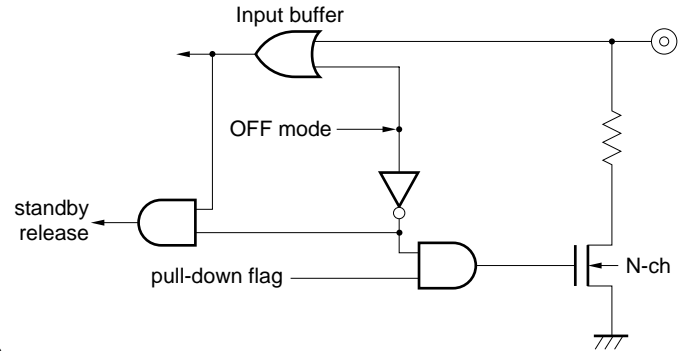 Input buffer
OFF mode
standby
release
pull-down flag
N-ch